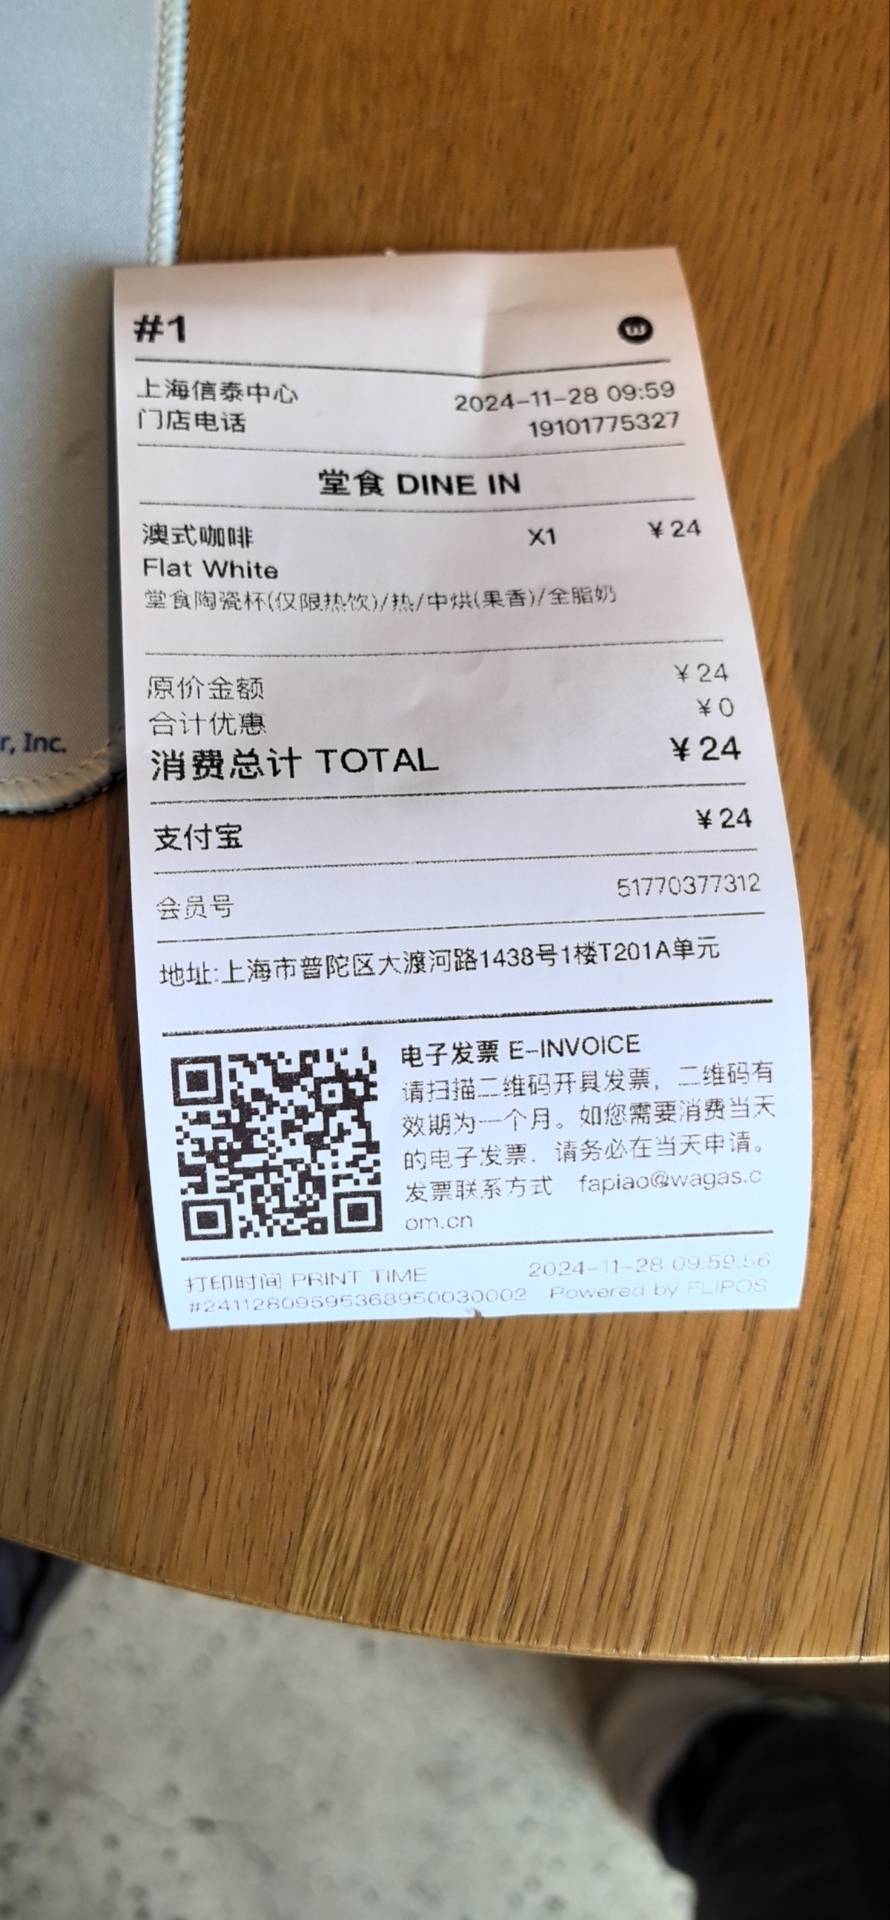 #1
上海信泰中心 2024-11-28 09:59
门店电话 19101775327
堂食 DINE IN
澳式咖啡 X1 ¥24
Flat White
堂食陶瓷杯(仅限热饮)/热/中烘(果香)/全脂奶
原价金额 ¥24
合计优惠 ¥0
消费总计 TOTAL ¥24
支付宝 ¥24
会员号 51770377312
地址:上海市普陀区大渡河路1438号1楼T201A单元
电子发票 E-INVOICE
请扫描二维码开具发票，二维码有
效期为一个月。如您需要消费当天
的电子发票，请务必在当天申请。
发票联系方式 fapiao@wagas.c
om.cn
打印时间 PRINT TIME 2024-11-28 09:59:56
#24112809595368950030002 Powered by FLIPOS
r, Inc.